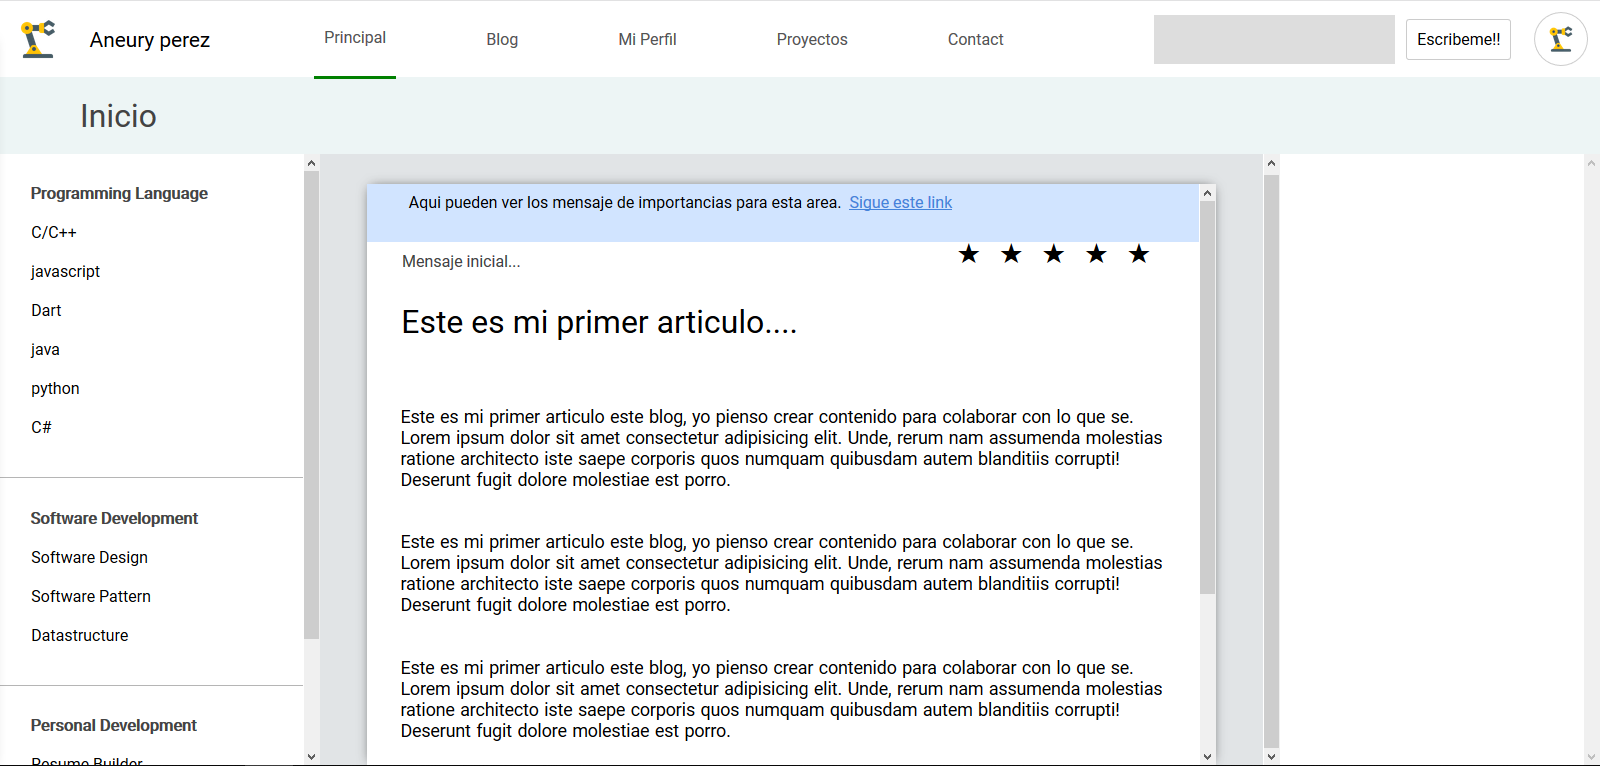 Aneury perez
Principal
Blog
Mi Perfil
Proyectos
Contact
Escribeme!!
Inicio
Programming Language
C/C++
javascript
Dart
java
python
C#
Software Development
Software Design
Software Pattern
Datastructure
Personal Development
Resume Builder
Aqui pueden ver los mensaje de importancias para esta area. Sigue este link
Mensaje inicial...
★ ★ ★ ★ ★
Este es mi primer articulo....
Este es mi primer articulo este blog, yo pienso crear contenido para colaborar con lo que se.
Lorem ipsum dolor sit amet consectetur adipisicing elit. Unde, rerum nam assumenda molestias
ratione architecto iste saepe corporis quos numquam quibusdam autem blanditiis corrupti!
Deserunt fugit dolore molestiae est porro.
Este es mi primer articulo este blog, yo pienso crear contenido para colaborar con lo que se.
Lorem ipsum dolor sit amet consectetur adipisicing elit. Unde, rerum nam assumenda molestias
ratione architecto iste saepe corporis quos numquam quibusdam autem blanditiis corrupti!
Deserunt fugit dolore molestiae est porro.
Este es mi primer articulo este blog, yo pienso crear contenido para colaborar con lo que se.
Lorem ipsum dolor sit amet consectetur adipisicing elit. Unde, rerum nam assumenda molestias
ratione architecto iste saepe corporis quos numquam quibusdam autem blanditiis corrupti!
Deserunt fugit dolore molestiae est porro.